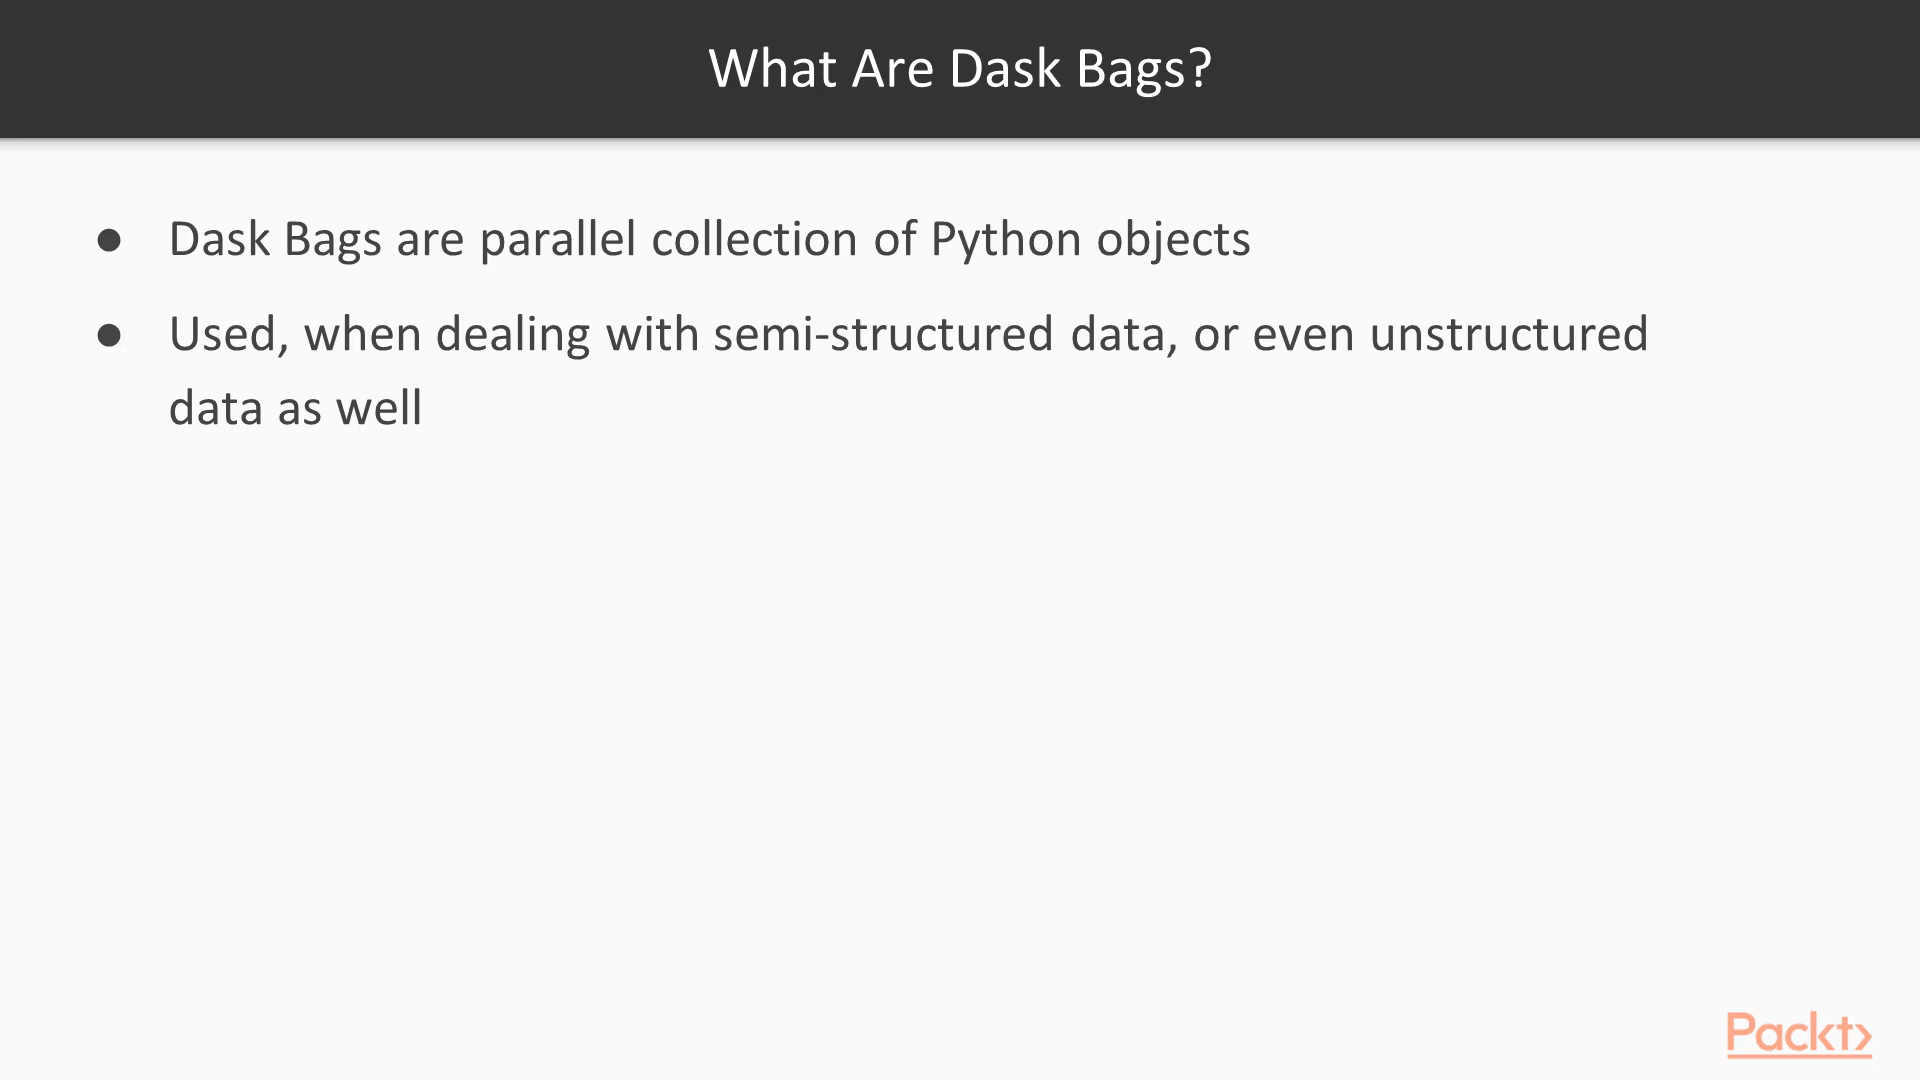 What Are Dask Bags?
● Dask Bags are parallel collection of Python objects
● Used, when dealing with semi-structured data, or even unstructured
data as well
Packt>